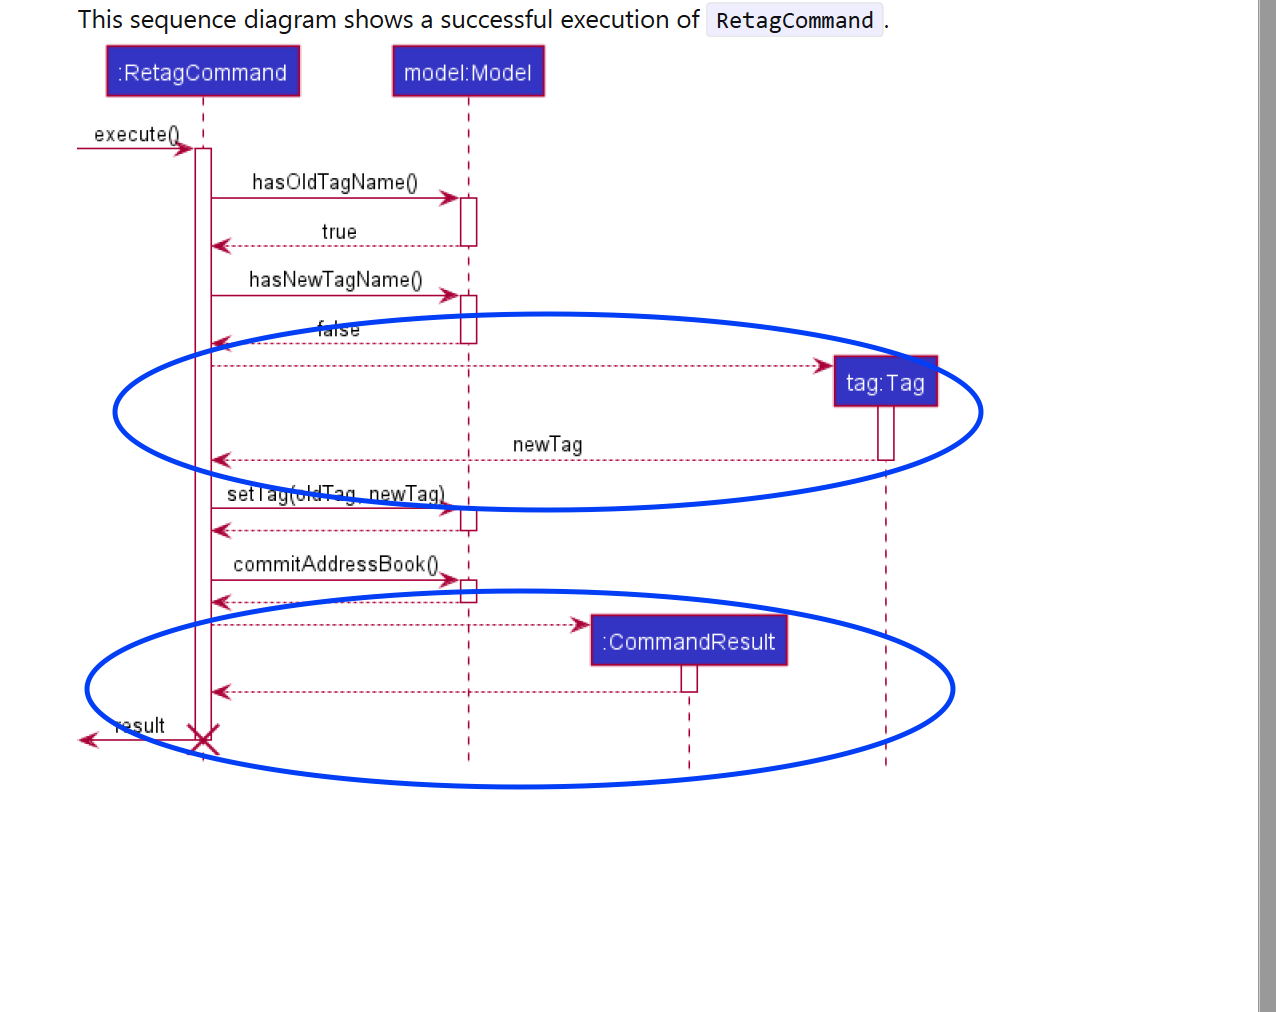 This sequence diagram shows a successful execution of RetagCommand.
:RetagCommand
model:Model
execute()
hasOldTagName()
true
hasNewTagName()
false
tag:Tag
newTag
setTag(oldTag, newTag)
commitAddressBook()
:CommandResult
result